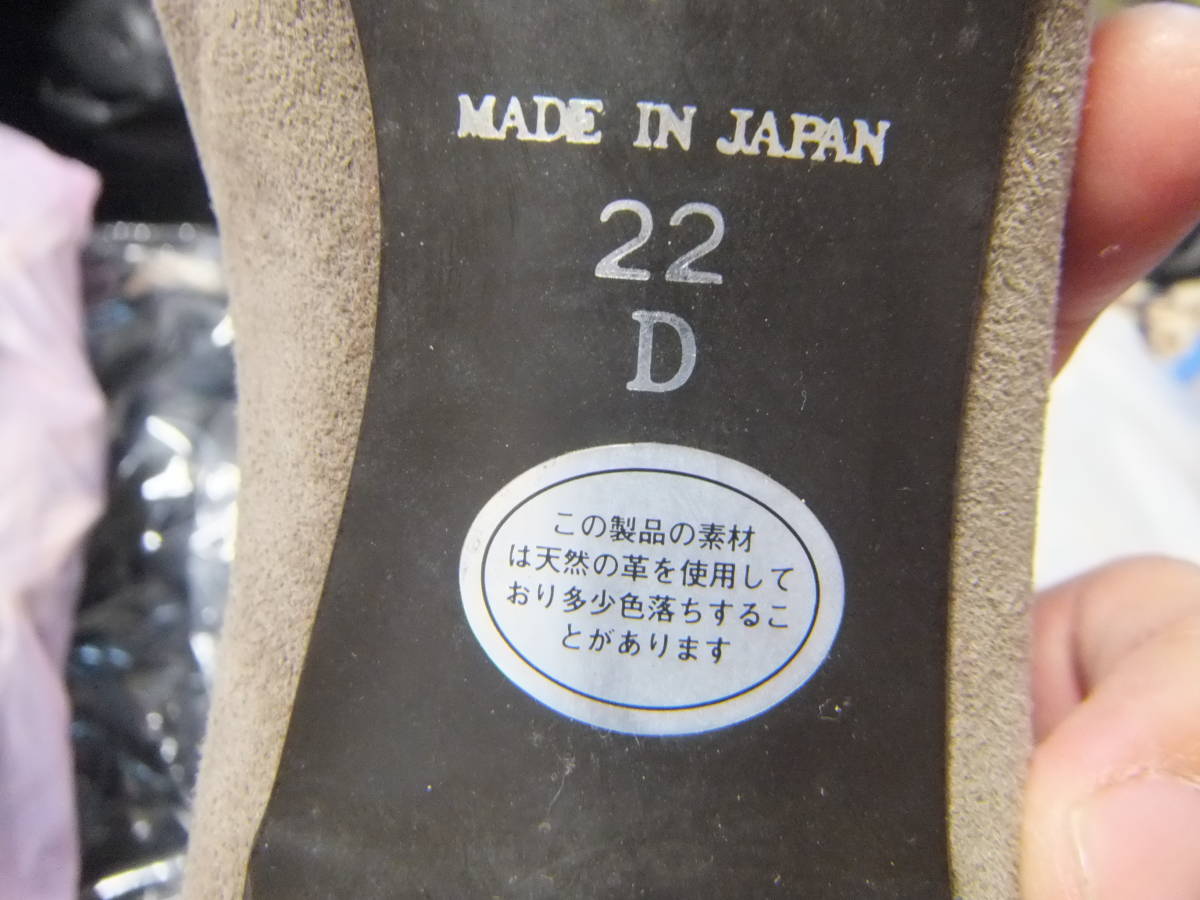 MADE IN JAPAN
22
D
この製品の素材
は天然の革を使用して
おり多少色落ちするこ
とがあります